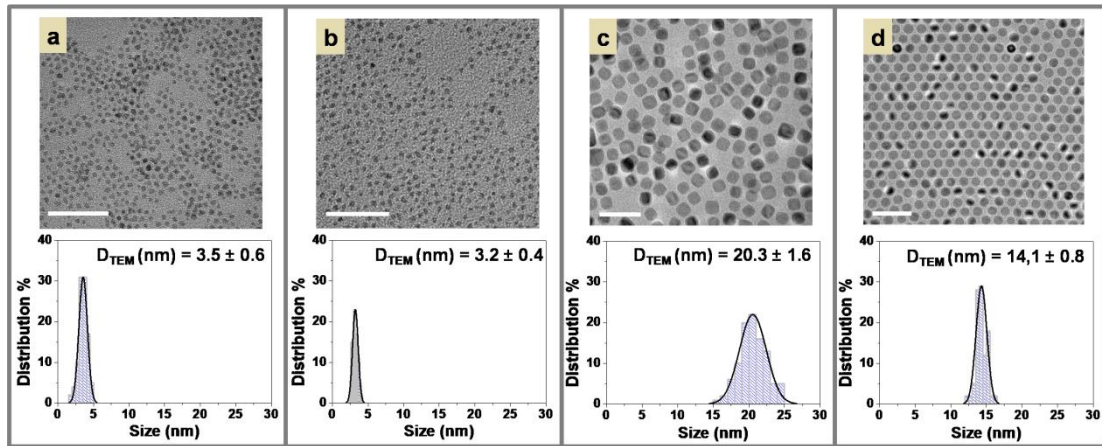 a
b
c
d
40
30
20
10
0
Distribution %
D_TEM (nm) = 3.5 ± 0.6
0 5 10 15 20 25 30
Size (nm)
40
30
20
10
0
Distribution %
D_TEM (nm) = 3.2 ± 0.4
0 5 10 15 20 25 30
Size (nm)
40
30
20
10
0
Distribution %
D_TEM (nm) = 20.3 ± 1.6
0 5 10 15 20 25 30
Size (nm)
40
30
20
10
0
Distribution %
D_TEM (nm) = 14,1 ± 0.8
0 5 10 15 20 25 30
Size (nm)